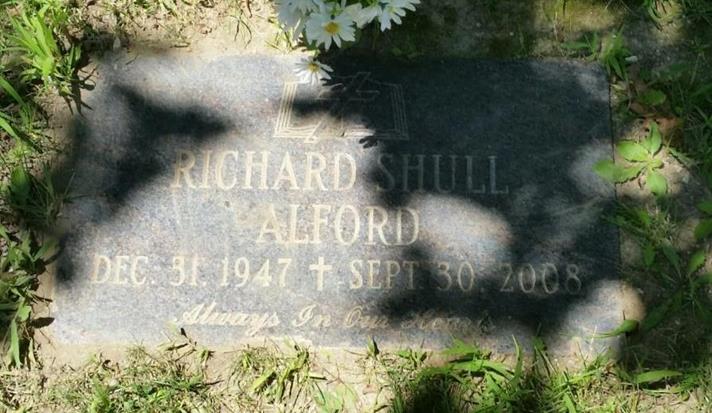 RICHARD SHULL
ALFORD
DEC. 31, 1947 † SEPT. 30, 2008
Always In Our Hearts